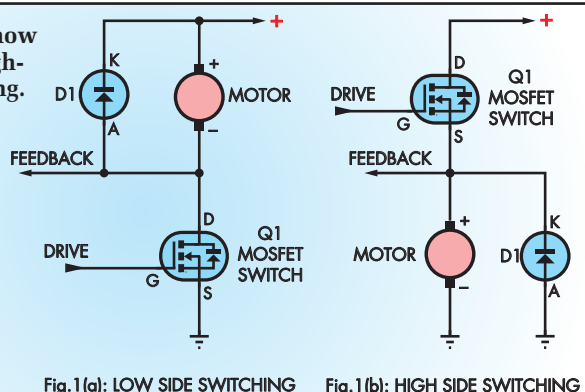 now
gh-
ng.
+
K
D1
A
+
MOTOR
−
FEEDBACK
D
DRIVE
G
S
Q1
MOSFET
SWITCH
Fig.1(a): LOW SIDE SWITCHING
+
D
Q1
MOSFET
SWITCH
DRIVE
G
S
FEEDBACK
+
MOTOR
−
K
D1
A
Fig.1(b): HIGH SIDE SWITCHING